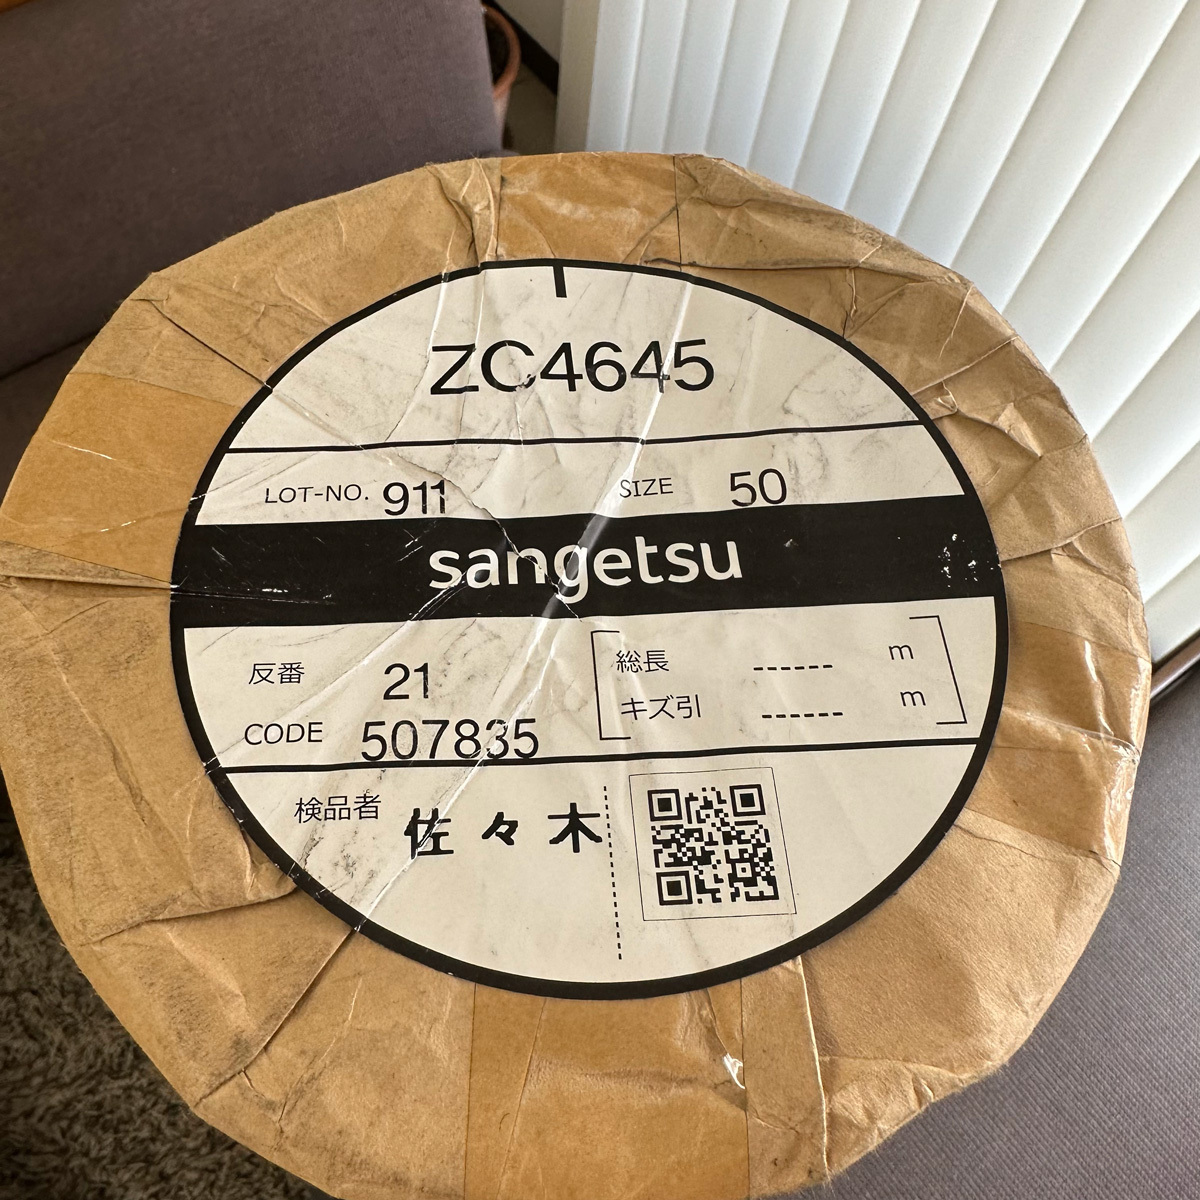 ZC4645
LOT-NO. 911 SIZE 50
sangetsu
反番 21
CODE 507835
総長 ------ m
キズ引 ------ m
検品者 佐々木